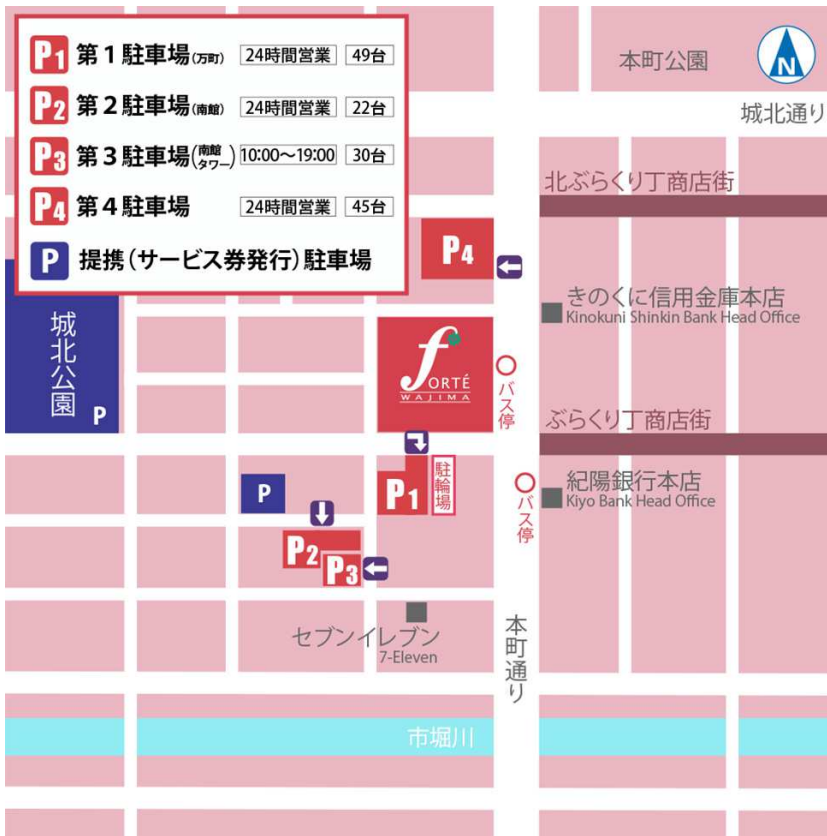 P1 第1駐車場(万町) 24時間営業 49台
P2 第2駐車場(南館) 24時間営業 22台
P3 第3駐車場(南館タワー) 10:00～19:00 30台
P4 第4駐車場 24時間営業 45台
P 提携(サービス券発行)駐車場
本町公園
N
城北通り
北ぶらくり丁商店街
P4
きのくに信用金庫本店
Kinokuni Shinkin Bank Head Office
城北公園
P
fORTÉ
WAJIMA
バス停
ぶらくり丁商店街
P1
駐輪場
P
バス停
紀陽銀行本店
Kiyo Bank Head Office
P2
P3
セブンイレブン
7-Eleven
本町通り
市堀川